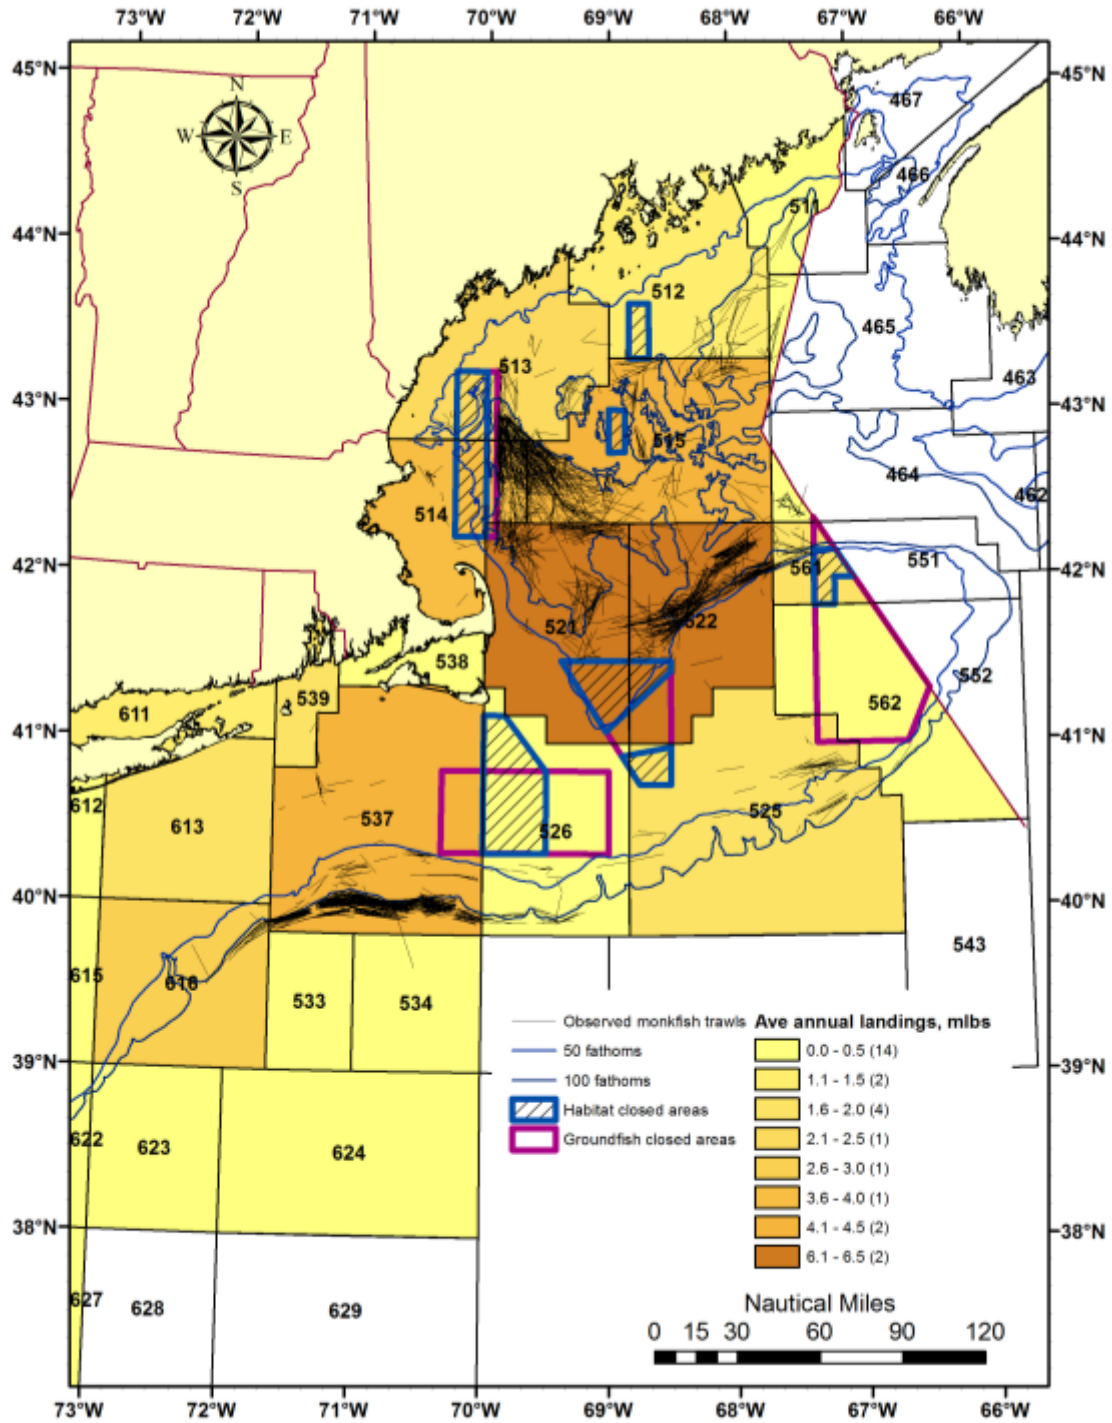 73°W 72°W 71°W 70°W 69°W 68°W 67°W 66°W
45°N 45°N
N
W E
S
467
466
44°N 511 44°N
512
465
513 463
43°N 43°N
515
464
462
514
42°N 561 551 42°N
521 522
538
552
539 562
611
41°N 41°N
612 537 525
613 526
40°N 40°N
543
615 616 533 534
Observed monkfish trawls
50 fathoms
100 fathoms
Habitat closed areas
Groundfish closed areas
Ave annual landings, mlbs
0.0 - 0.5 (14)
1.1 - 1.5 (2)
1.6 - 2.0 (4)
2.1 - 2.5 (1)
2.6 - 3.0 (1)
3.6 - 4.0 (1)
4.1 - 4.5 (2)
6.1 - 6.5 (2)
39°N 39°N
622 623 624
38°N 38°N
627 628 629
Nautical Miles
0 15 30 60 90 120
73°W 72°W 71°W 70°W 69°W 68°W 67°W 66°W